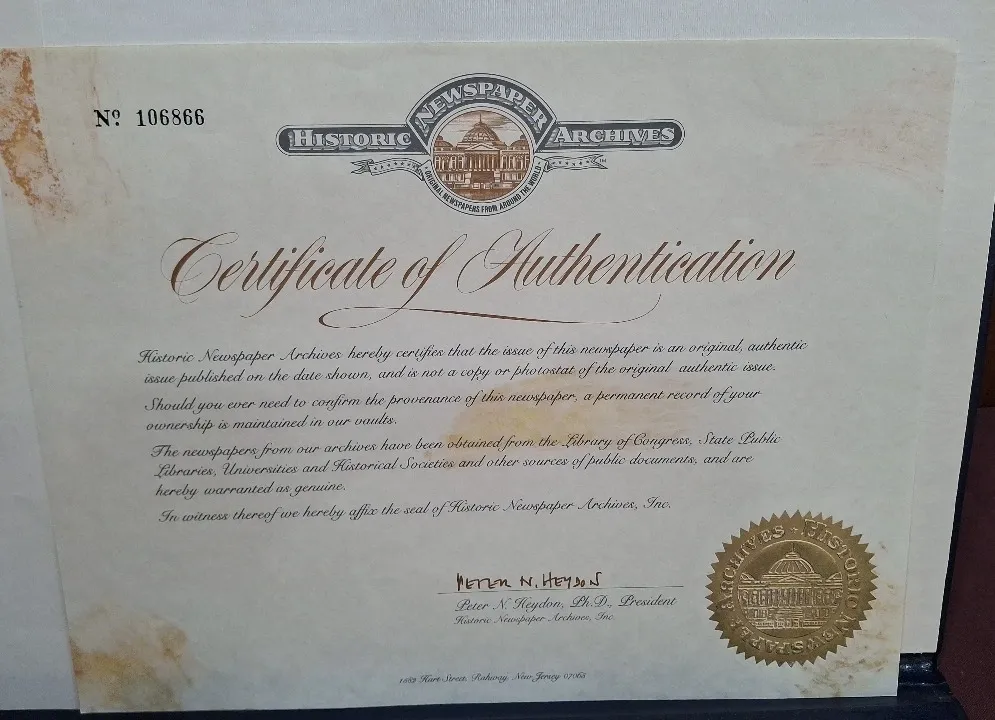 Nº 106866
HISTORIC NEWSPAPER ARCHIVES
ORIGINAL NEWSPAPERS FROM AROUND THE WORLD
TM
Certificate of Authentication
Historic Newspaper Archives hereby certifies that the issue of this newspaper is an original, authentic
issue published on the date shown, and is not a copy or photostat of the original authentic issue.
Should you ever need to confirm the provenance of this newspaper, a permanent record of your
ownership is maintained in our vaults.
The newspapers from our archives have been obtained from the Library of Congress, State Public
Libraries, Universities and Historical Societies and other sources of public documents, and are
hereby warranted as genuine.
In witness thereof we hereby affix the seal of Historic Newspaper Archives, Inc.
PETER N. HEYDON
Peter N. Heydon, Ph.D., President
Historic Newspaper Archives, Inc.
HISTORIC NEWSPAPER ARCHIVES
1582 Hart Street, Rahway, New Jersey 07065